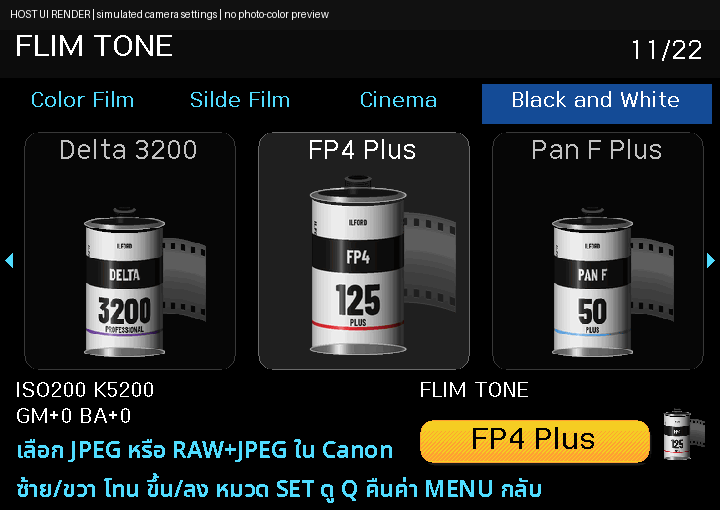 HOST UI RENDER | simulated camera settings | no photo-color preview
FLIM TONE
11/22
Color Film
Silde Film
Cinema
Black and White
Delta 3200
FP4 Plus
Pan F Plus
ILFORD
DELTA
3200
PROFESSIONAL
ILFORD
FP4
125
PLUS
ILFORD
PAN F
50
PLUS
ISO200 K5200
GM+0 BA+0
FLIM TONE
FP4 Plus
FP4
125
เลือก JPEG หรือ RAW+JPEG ใน Canon
ซ้าย/ขวา โทน ขึ้น/ลง หมวด SET ดู Q คืนค่า MENU กลับ